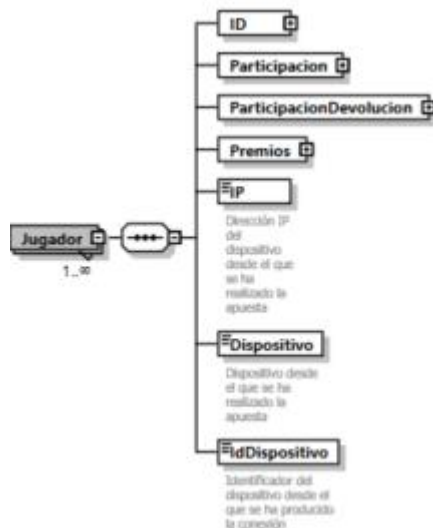 ID
Participacion
ParticipacionDevolucion
Premios
IP
Dirección IP
del
dispositivo
desde el que
se ha
realizado la
apuesta
Jugador
1..∞
Dispositivo
Dispositivo desde
el que se ha
realizado la
apuesta
IdDispositivo
Identificador del
dispositivo desde el
que se ha producido
la conexión